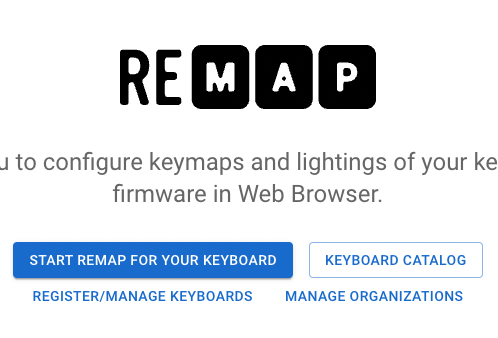 REMAP
u to configure keymaps and lightings of your ke
firmware in Web Browser.
START REMAP FOR YOUR KEYBOARD
KEYBOARD CATALOG
REGISTER/MANAGE KEYBOARDS
MANAGE ORGANIZATIONS